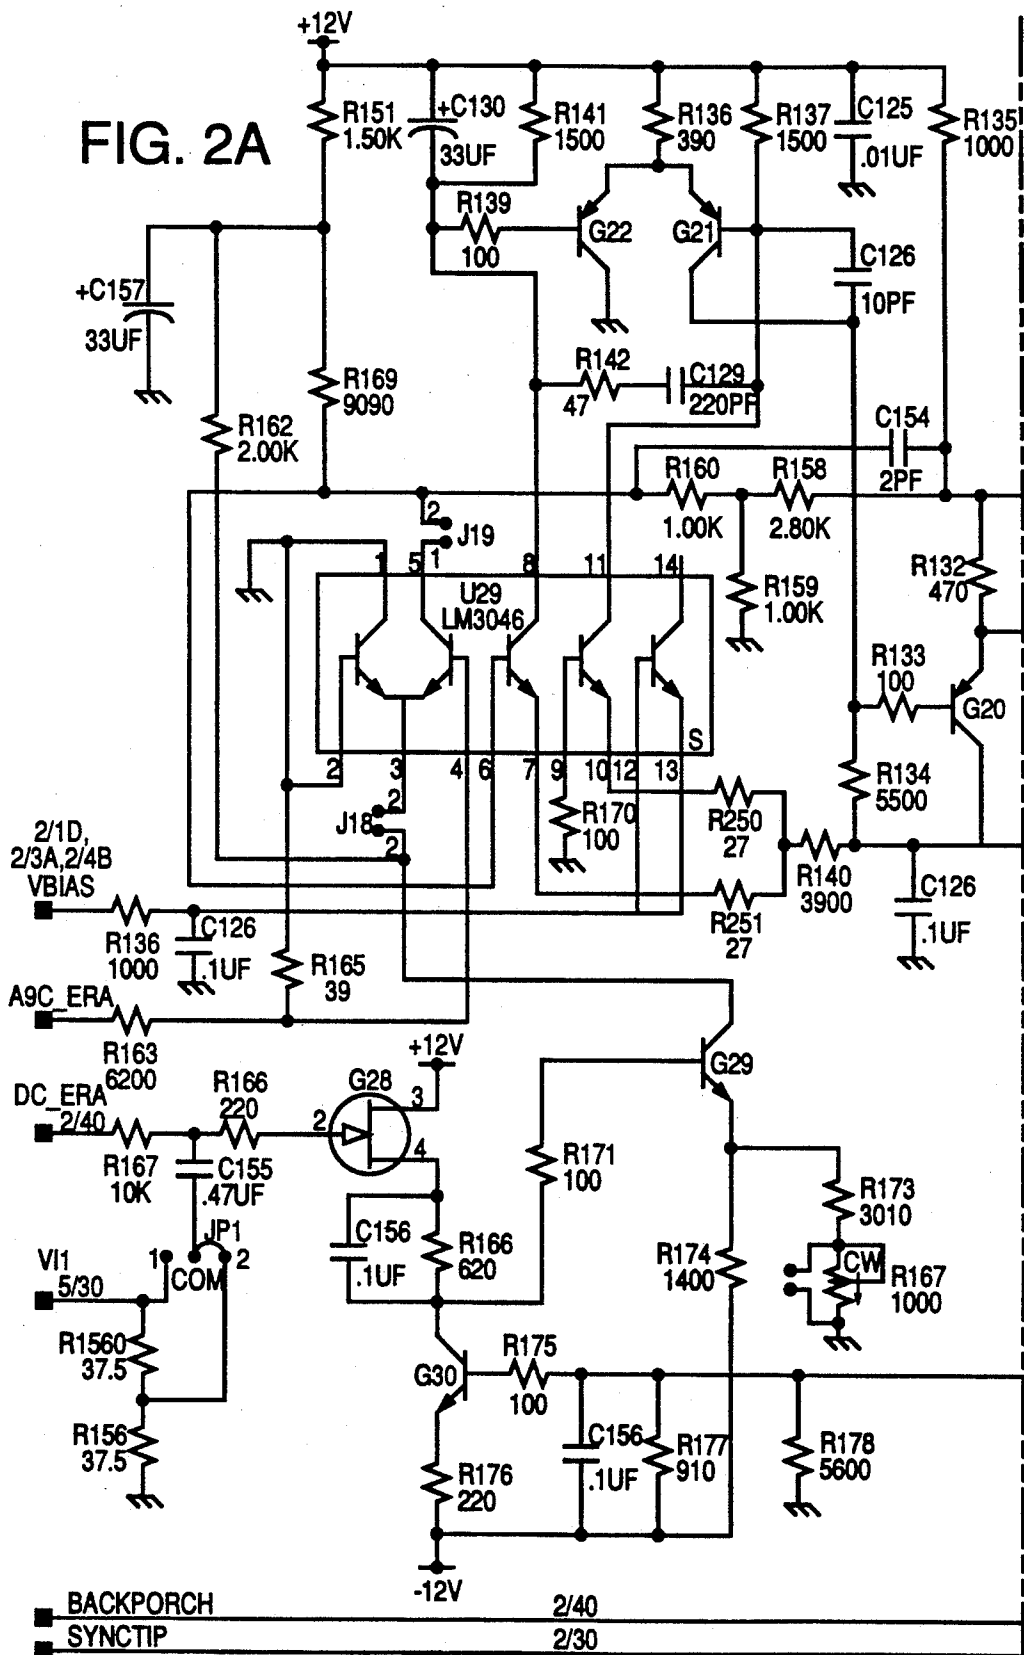 +12V
FIG. 2A
R151
1.50K
+C130
33UF
R141
1500
R136
390
R137
1500
C125
.01UF
R135
1000
R139
100
G22
G21
C126
10PF
+C157
33UF
R142
47
C129
220PF
R169
9090
R162
2.00K
C154
2PF
R160
1.00K
R158
2.80K
2
J19
1
1
5
8
11
14
U29
LM3046
R159
1.00K
R132
470
R133
100
G20
S
2
3
4
6
7
9
10
12
13
R134
5500
2
J18
2
R170
100
R250
27
R140
3900
R251
27
C126
.1UF
2/1D,
2/3A,2/4B
VBIAS
R136
1000
C126
.1UF
R165
39
A9C_ERA
R163
6200
+12V
G29
DC_ERA
2/40
R166
220
G28
2
3
4
R167
10K
C155
.47UF
R171
100
R173
3010
JP1
1
COM
2
C156
.1UF
R166
620
R174
1400
CW
R167
1000
VI1
5/30
R1560
37.5
G30
R175
100
R156
37.5
R176
220
C156
.1UF
R177
910
R178
5600
-12V
BACKPORCH 2/40
SYNCTIP 2/30